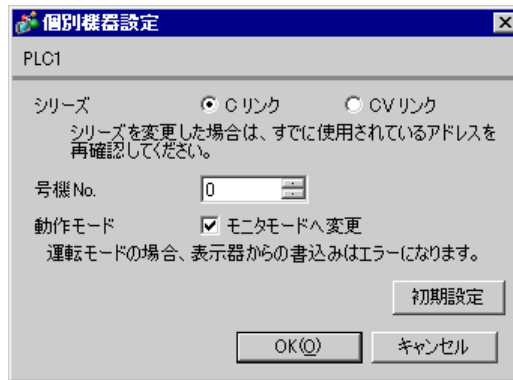 個別機器設定
PLC1
シリーズ C リンク CV リンク
シリーズを変更した場合は、すでに使用されているアドレスを
再確認してください。
号機No. 0
動作モード モニタモードへ変更
運転モードの場合、表示器からの書込みはエラーになります。
初期設定
OK(O) キャンセル